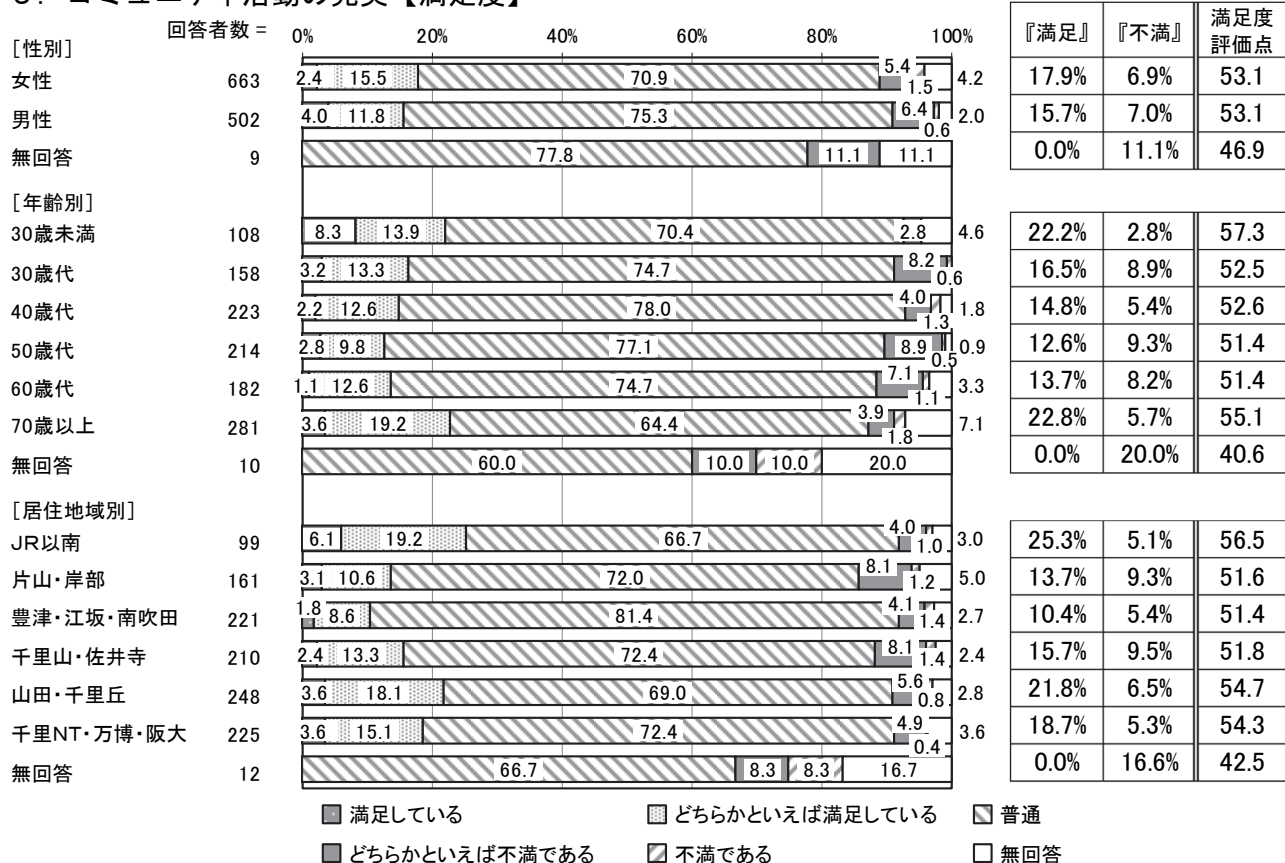 コミュニティ活動の充実【満足度】
回答者数 = 0% 20% 40% 60% 80% 100% 『満足』 『不満』 満足度評価点
[性別]
女性 663 2.4 15.5 70.9 5.4 1.5 4.2 17.9% 6.9% 53.1
男性 502 4.0 11.8 75.3 6.4 0.6 2.0 15.7% 7.0% 53.1
無回答 9 77.8 11.1 11.1 0.0% 11.1% 46.9
[年齢別]
30歳未満 108 8.3 13.9 70.4 2.8 4.6 22.2% 2.8% 57.3
30歳代 158 3.2 13.3 74.7 8.2 0.6 16.5% 8.9% 52.5
40歳代 223 2.2 12.6 78.0 4.0 1.3 1.8 14.8% 5.4% 52.6
50歳代 214 2.8 9.8 77.1 8.9 0.5 0.9 12.6% 9.3% 51.4
60歳代 182 1.1 12.6 74.7 7.1 1.1 3.3 13.7% 8.2% 51.4
70歳以上 281 3.6 19.2 64.4 3.9 1.8 7.1 22.8% 5.7% 55.1
無回答 10 60.0 10.0 10.0 20.0 0.0% 20.0% 40.6
[居住地域別]
JR以南 99 6.1 19.2 66.7 4.0 1.0 3.0 25.3% 5.1% 56.5
片山・岸部 161 3.1 10.6 72.0 8.1 1.2 5.0 13.7% 9.3% 51.6
豊津・江坂・南吹田 221 1.8 8.6 81.4 4.1 1.4 2.7 10.4% 5.4% 51.4
千里山・佐井寺 210 2.4 13.3 72.4 8.1 1.4 2.4 15.7% 9.5% 51.8
山田・千里丘 248 3.6 18.1 69.0 5.6 0.8 2.8 21.8% 6.5% 54.7
千里NT・万博・阪大 225 3.6 15.1 72.4 4.9 0.4 3.6 18.7% 5.3% 54.3
無回答 12 66.7 8.3 8.3 16.7 0.0% 16.6% 42.5
満足している どちらかといえば満足している 普通
どちらかといえば不満である 不満である 無回答